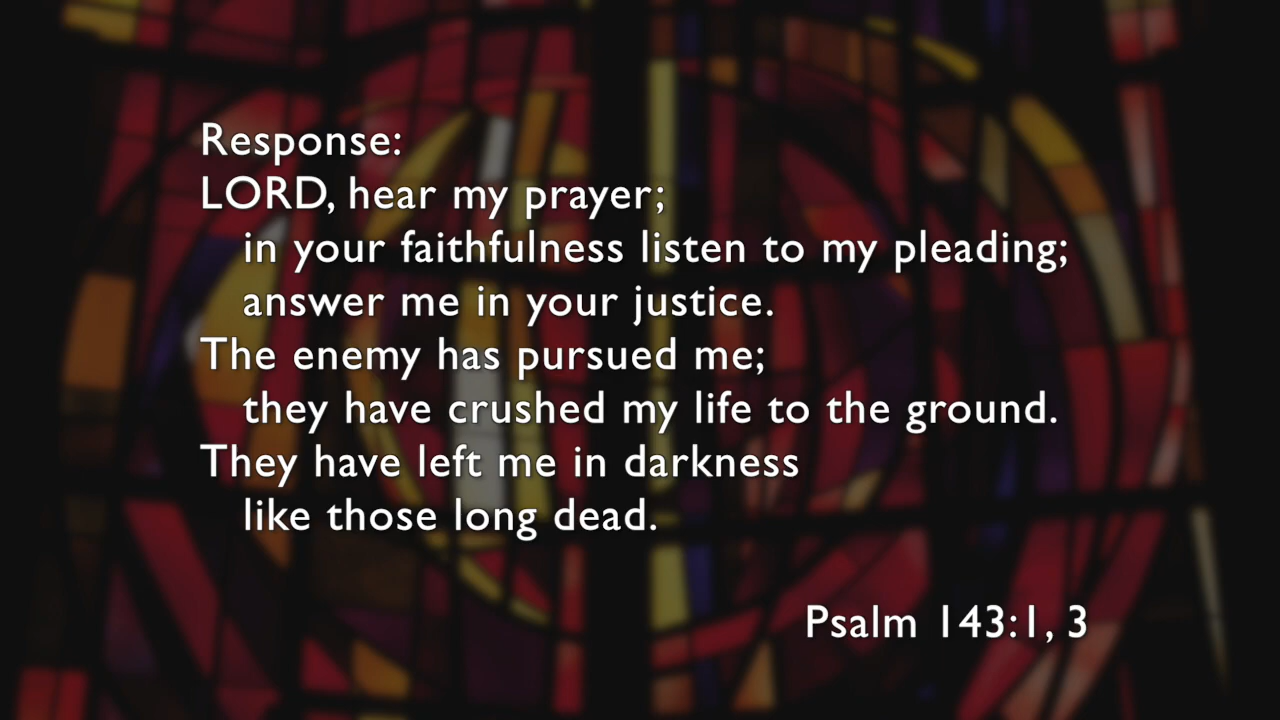 Response:
LORD, hear my prayer;
in your faithfulness listen to my pleading;
answer me in your justice.
The enemy has pursued me;
they have crushed my life to the ground.
They have left me in darkness
like those long dead.
Psalm 143:1, 3